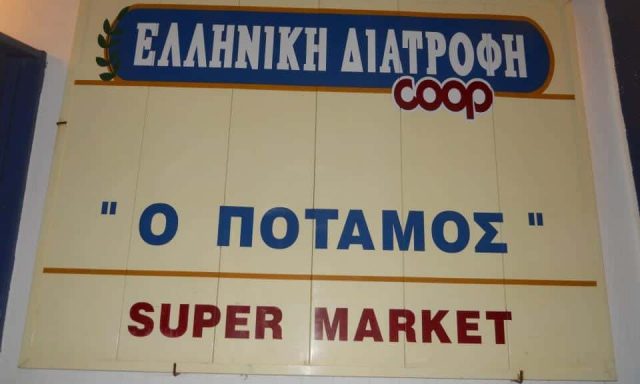 ΕΛΛΗΝΙΚΗ ΔΙΑΤΡΟΦΗ
coop
" Ο ΠΟΤΑΜΟΣ "
SUPER MARKET